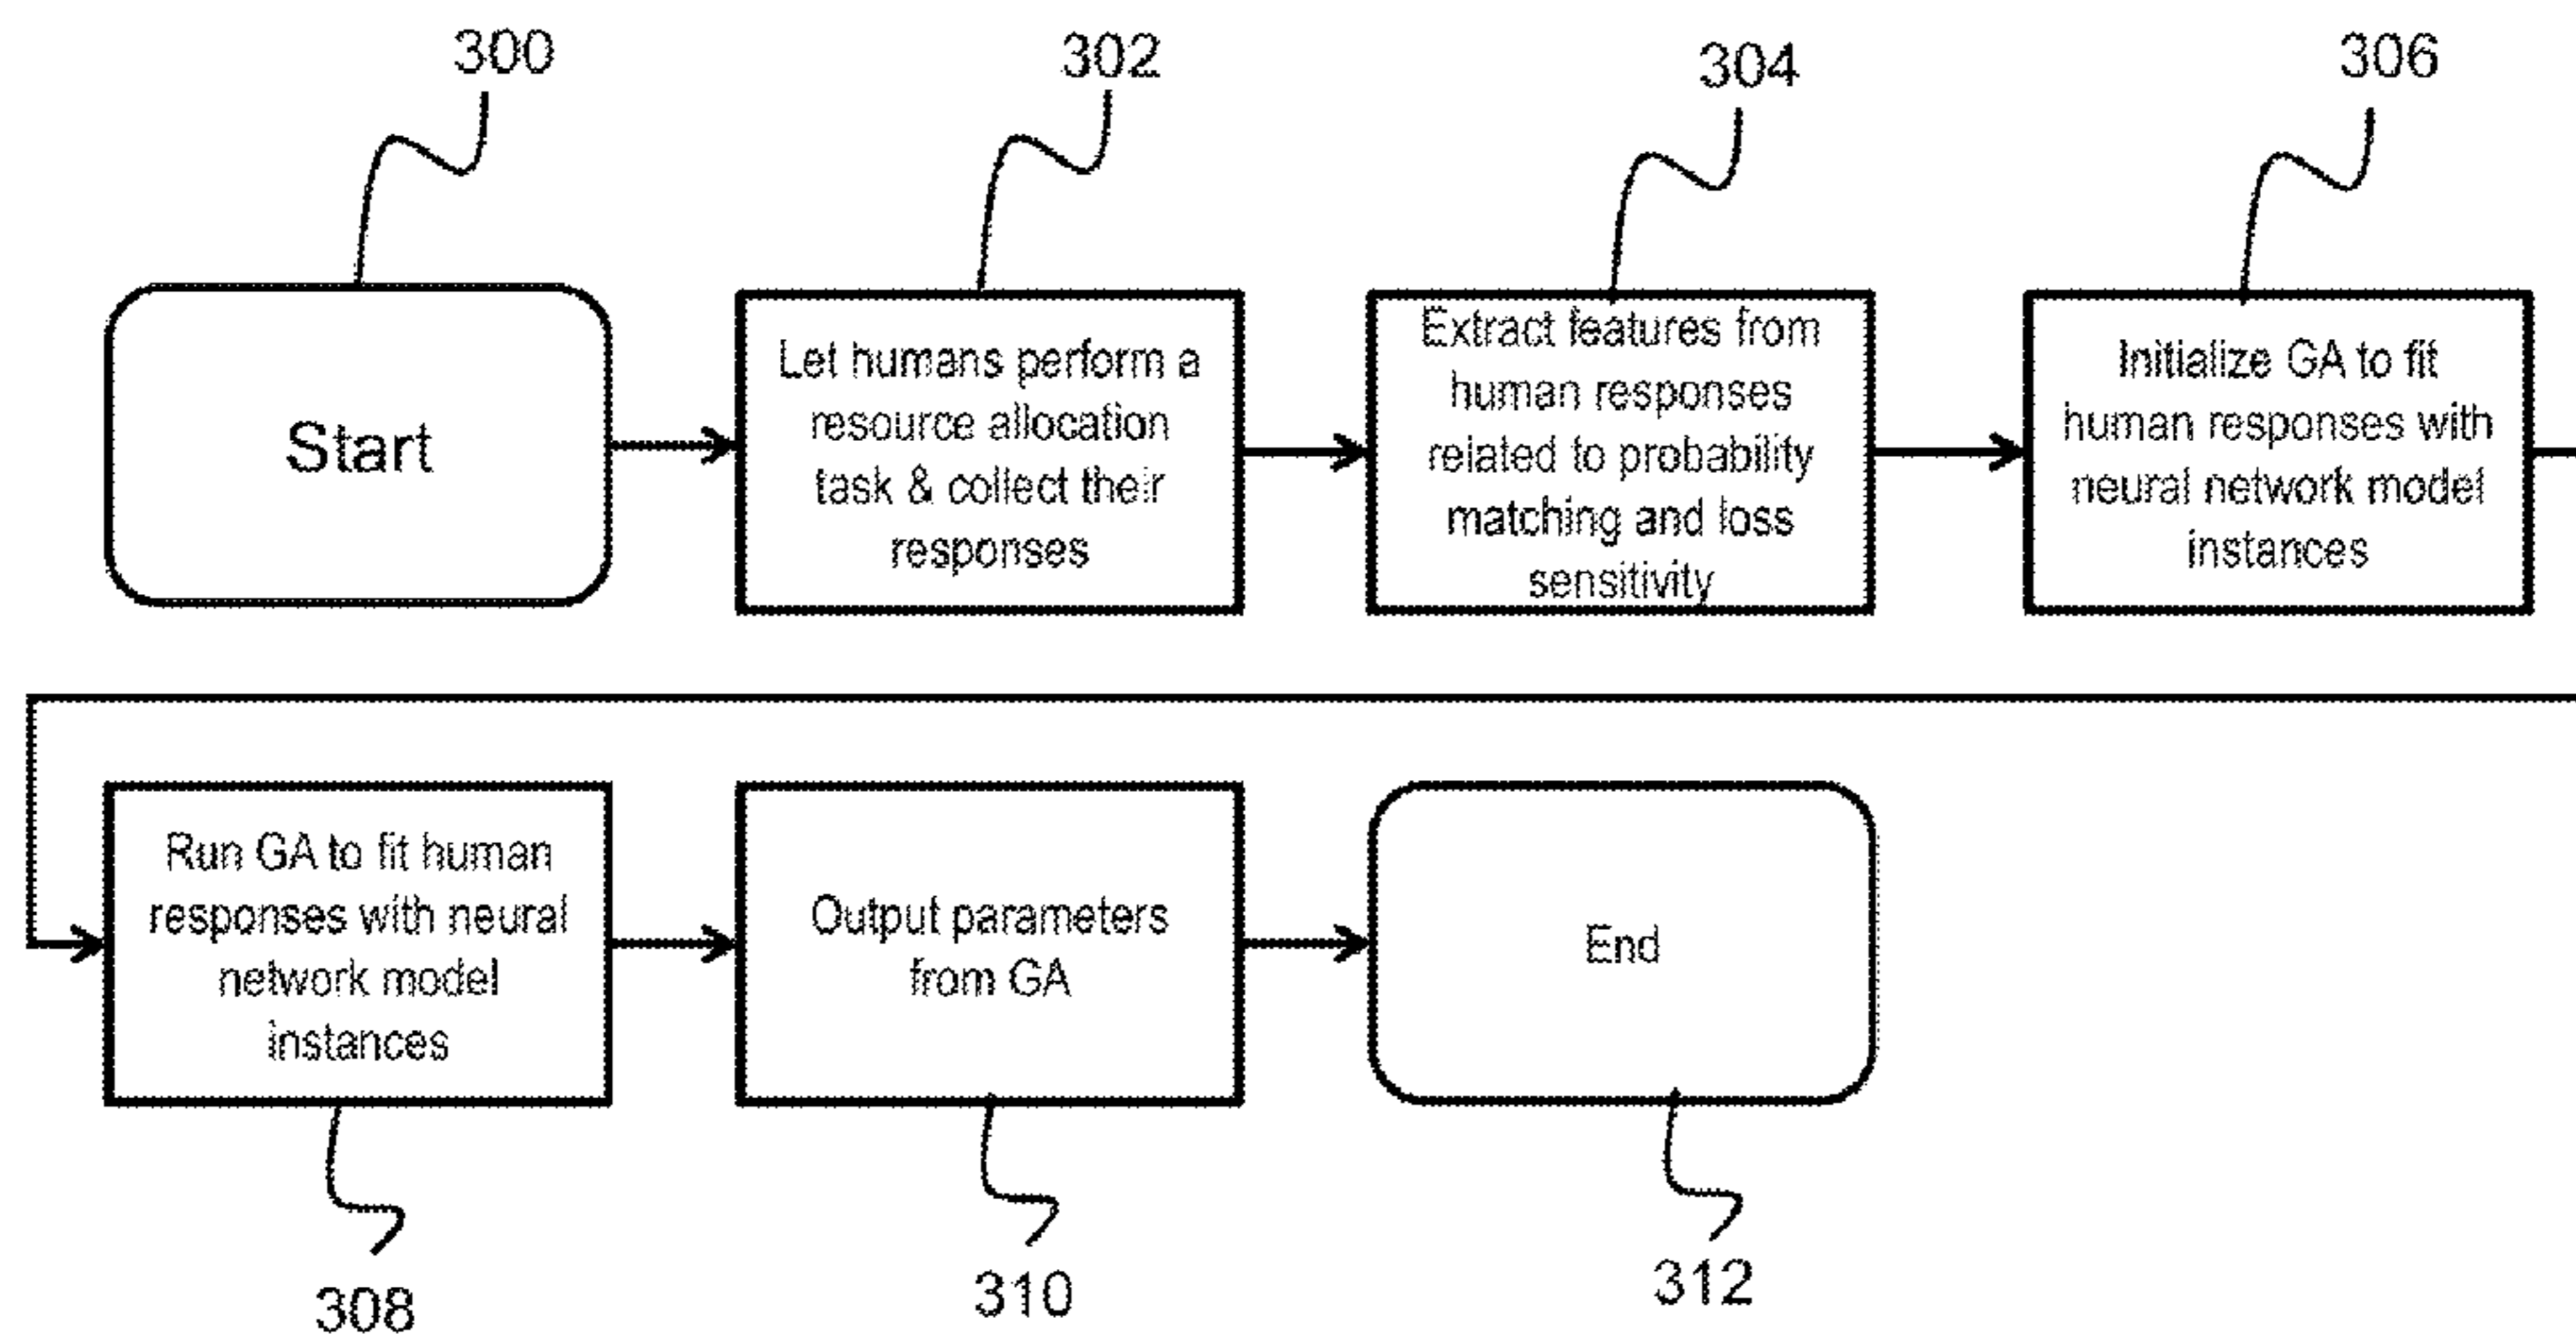 300
302
304
306
Start
Let humans perform a
resource allocation
task & collect their
responses
Extract features from
human responses
related to probability
matching and loss
sensitivity
Initialize GA to fit
human responses with
neural network model
instances
Run GA to fit human
responses with neural
network model
instances
Output parameters
from GA
End
308
310
312